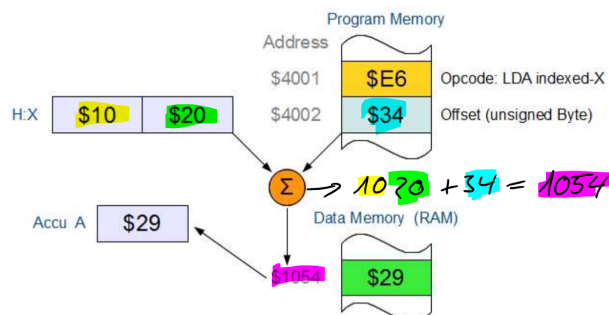 Program Memory
Address
$4001 $E6 Opcode: LDA indexed-X
H:X $10 $20 $4002 $34 Offset (unsigned Byte)
Σ → 1020 + 34 = 1054
Accu A $29 Data Memory (RAM)
$1054 $29